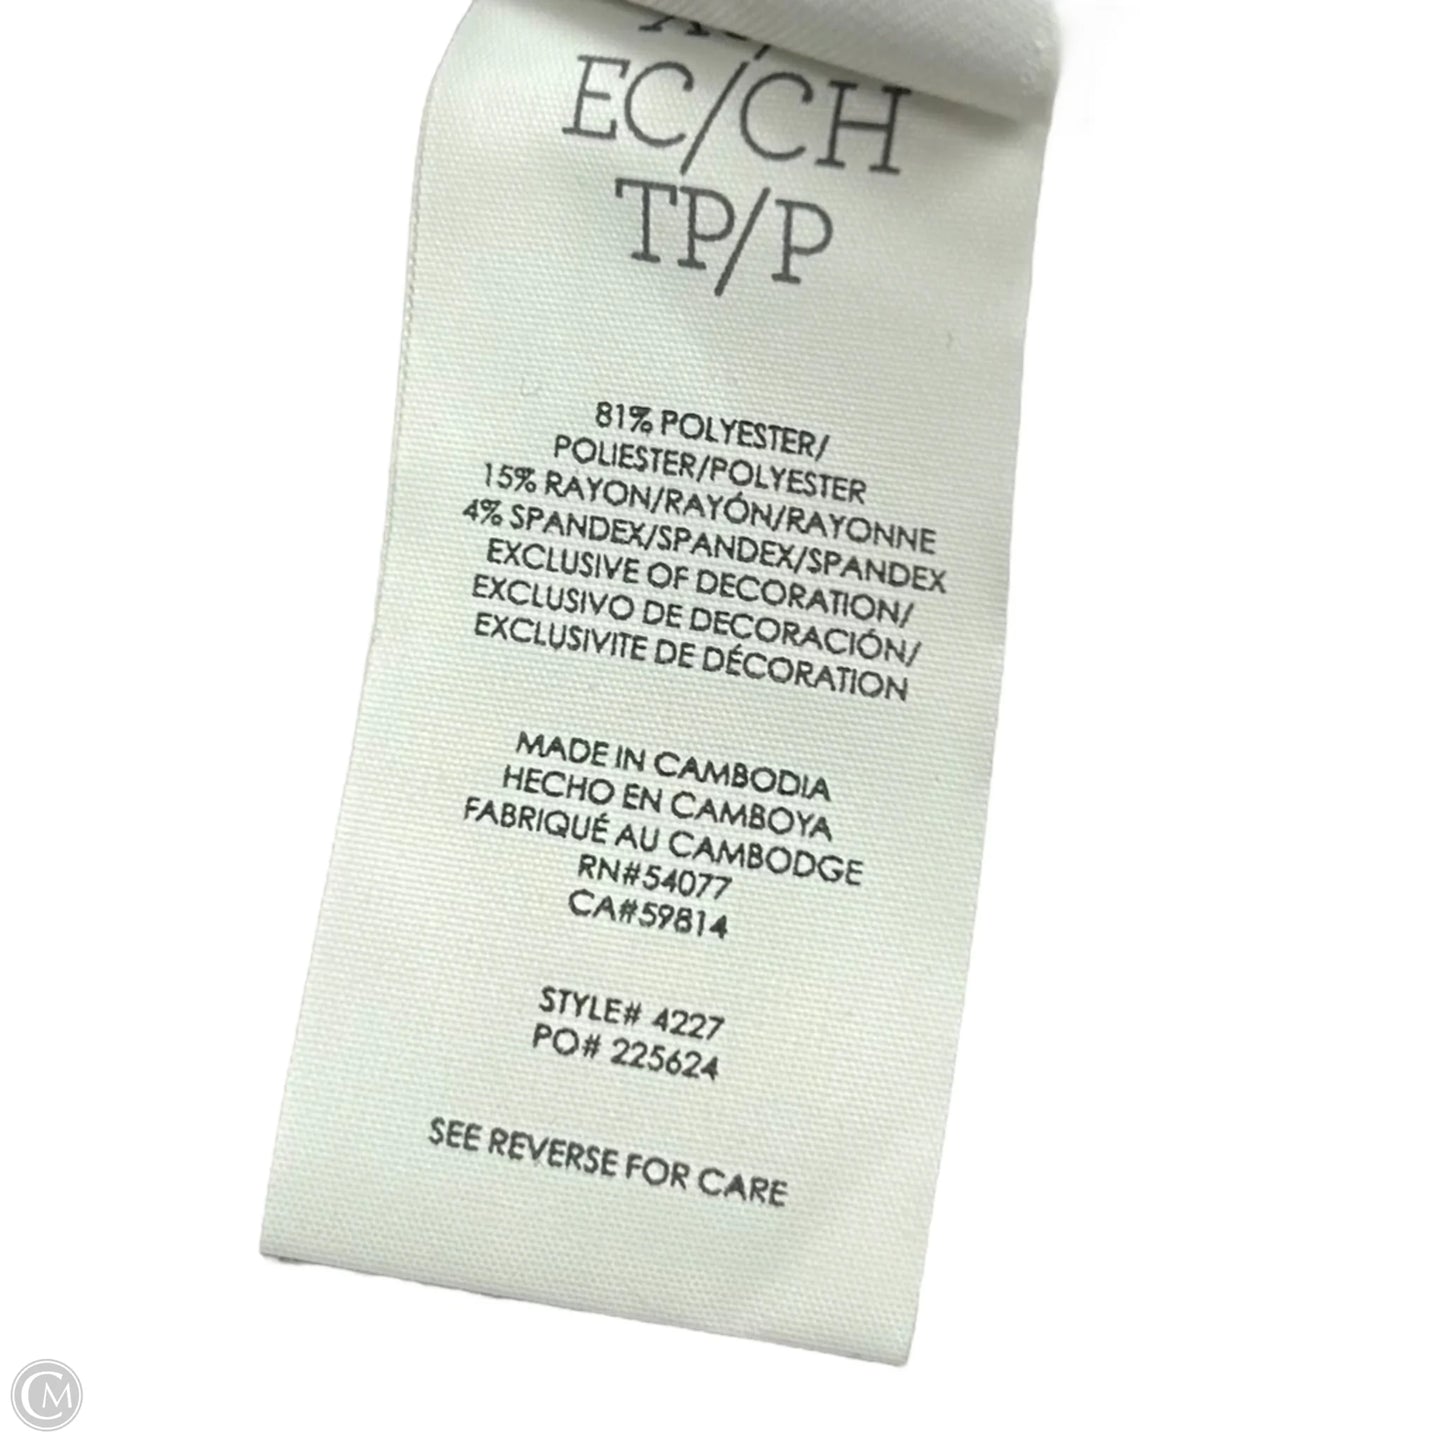 EC/CH
TP/P
81% POLYESTER/
POLIESTER/POLYESTER
15% RAYON/RAYÓN/RAYONNE
4% SPANDEX/SPANDEX/SPANDEX
EXCLUSIVE OF DECORATION/
EXCLUSIVO DE DECORACIÓN/
EXCLUSIVITE DE DÉCORATION
MADE IN CAMBODIA
HECHO EN CAMBOYA
FABRIQUÉ AU CAMBODGE
RN#54077
CA#59814
STYLE# 4227
PO# 225624
SEE REVERSE FOR CARE
CM